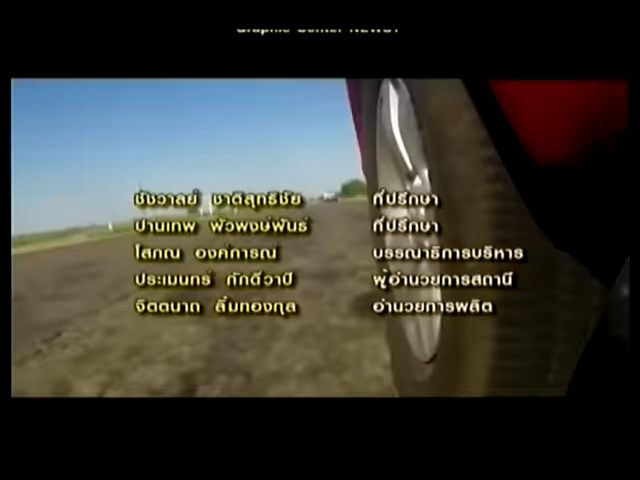 Graphic Center NEWS1
ชัชวาลย์ ชาติสุทธิชัย ที่ปรึกษา
ปานเทพ พัวพงษ์พันธ์ ที่ปรึกษา
โสภณ องค์การณ์ บรรณาธิการบริหาร
ประเมนทร์ ภักดีวาปี ผู้อำนวยการสถานี
จิตตนาถ ลิ้มทองกุล อำนวยการผลิต